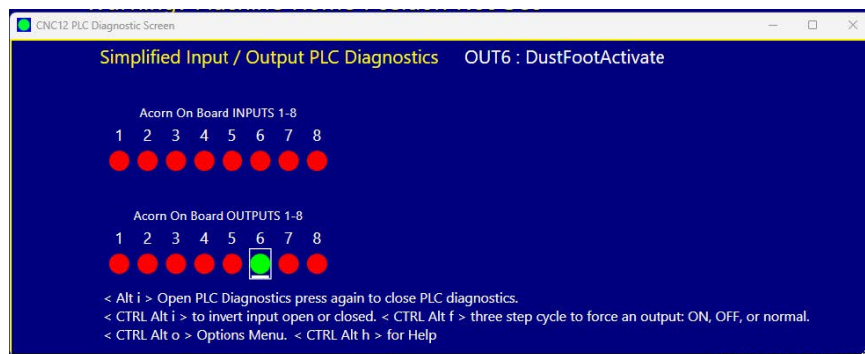 CNC12 PLC Diagnostic Screen
Simplified Input / Output PLC Diagnostics OUT6 : DustFootActivate
Acorn On Board INPUTS 1-8
1 2 3 4 5 6 7 8
Acorn On Board OUTPUTS 1-8
1 2 3 4 5 6 7 8
< Alt i > Open PLC Diagnostics press again to close PLC diagnostics.
< CTRL Alt i > to invert input open or closed. < CTRL Alt f > three step cycle to force an output: ON, OFF, or normal.
< CTRL Alt o > Options Menu. < CTRL Alt h > for Help